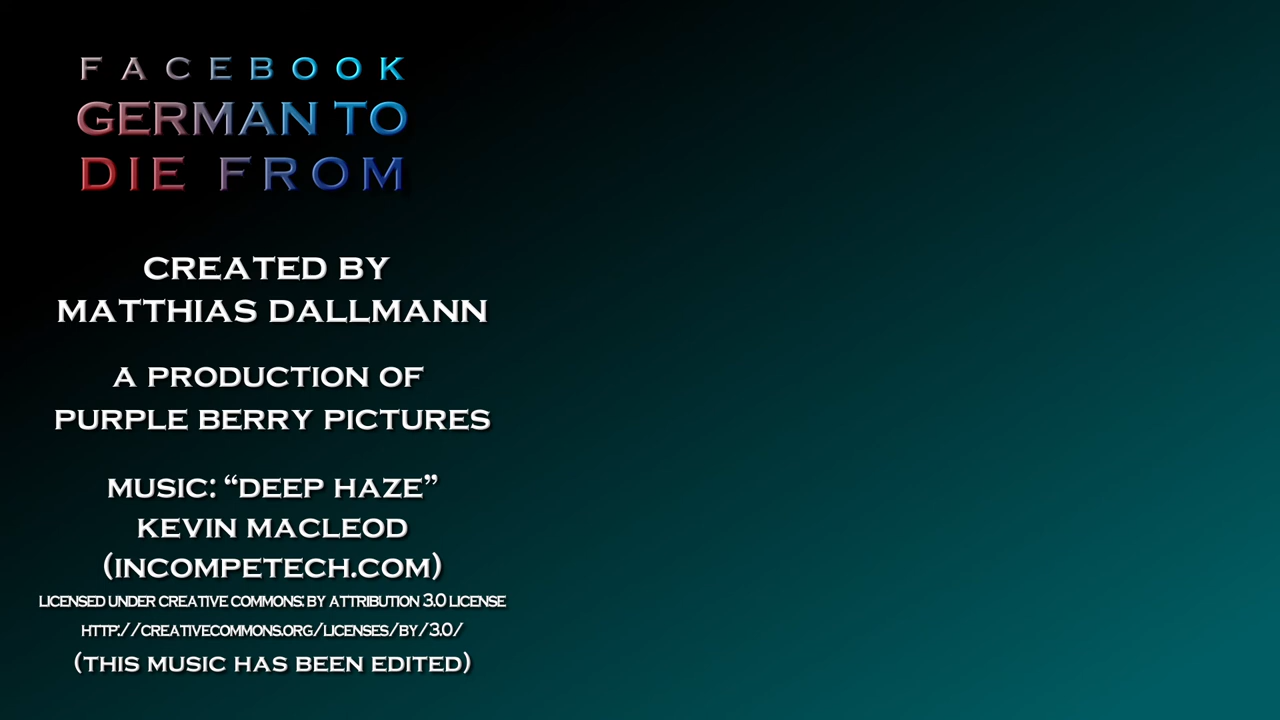 FACEBOOK
GERMAN TO
DIE FROM
CREATED BY
MATTHIAS DALLMANN
A PRODUCTION OF
PURPLE BERRY PICTURES
MUSIC: “DEEP HAZE”
KEVIN MACLEOD
(INCOMPETECH.COM)
LICENSED UNDER CREATIVE COMMONS: BY ATTRIBUTION 3.0 LICENSE
HTTP://CREATIVECOMMONS.ORG/LICENSES/BY/3.0/
(THIS MUSIC HAS BEEN EDITED)